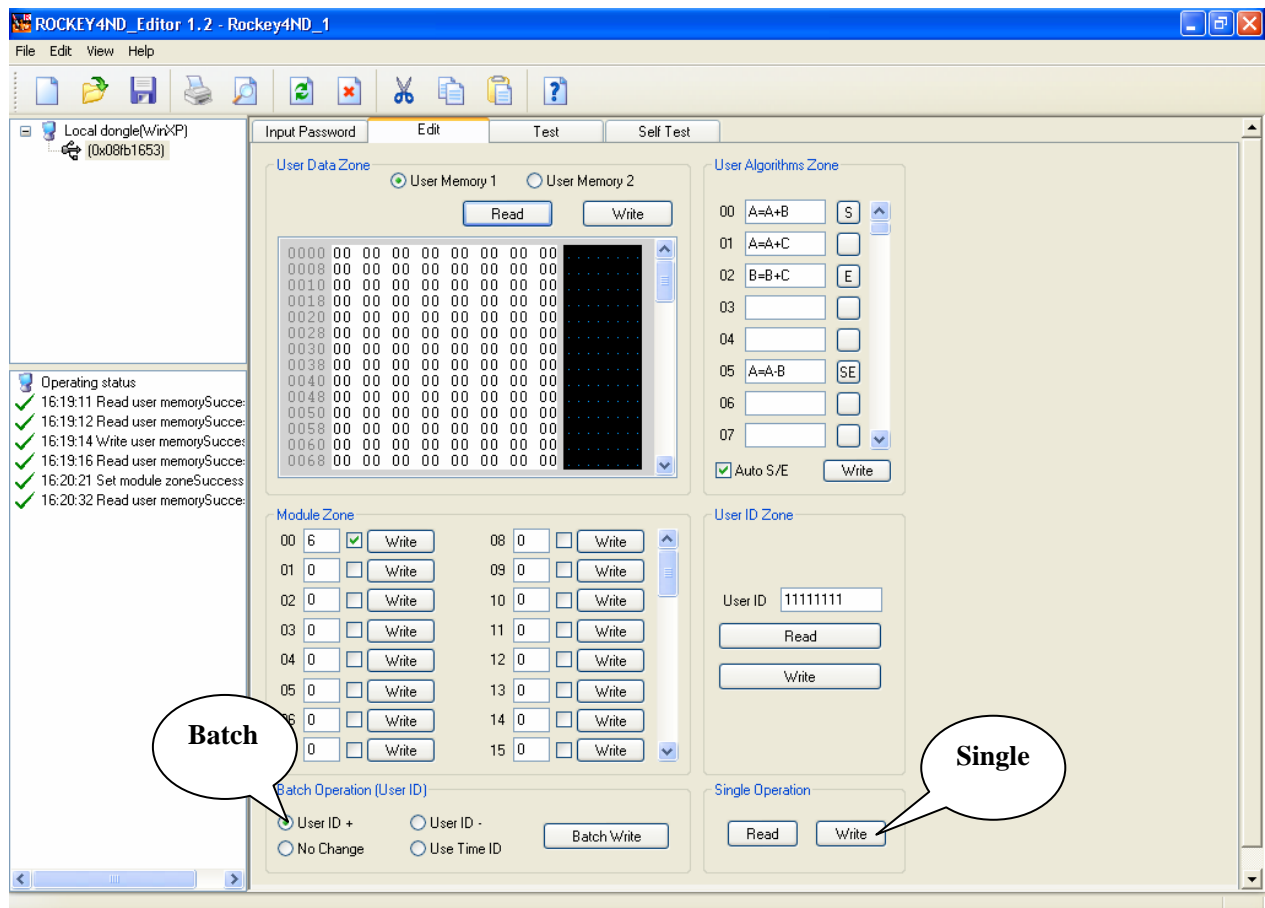 ROCKEY4ND_Editor 1.2 - Rockey4ND_1
File Edit View Help
Local dongle(WinXP)
(0x08fb1653)
Operating status
16:19:11 Read user memorySucce
16:19:12 Read user memorySucce
16:19:14 Write user memorySucces
16:19:16 Read user memorySucce
16:20:21 Set module zoneSuccess
16:20:32 Read user memorySucce
Input Password Edit Test Self Test
User Data Zone
User Memory 1 User Memory 2
Read Write
0000 00 00 00 00 00 00 00 00 ........
0008 00 00 00 00 00 00 00 00 ........
0010 00 00 00 00 00 00 00 00 ........
0018 00 00 00 00 00 00 00 00 ........
0020 00 00 00 00 00 00 00 00 ........
0028 00 00 00 00 00 00 00 00 ........
0030 00 00 00 00 00 00 00 00 ........
0038 00 00 00 00 00 00 00 00 ........
0040 00 00 00 00 00 00 00 00 ........
0048 00 00 00 00 00 00 00 00 ........
0050 00 00 00 00 00 00 00 00 ........
0058 00 00 00 00 00 00 00 00 ........
0060 00 00 00 00 00 00 00 00 ........
0068 00 00 00 00 00 00 00 00 ........
User Algorithms Zone
00 A=A+B S
01 A=A+C
02 B=B+C E
03
04
05 A=A-B SE
06
07
Auto S/E Write
Module Zone
00 6 Write 08 0 Write
01 0 Write 09 0 Write
02 0 Write 10 0 Write
03 0 Write 11 0 Write
04 0 Write 12 0 Write
05 0 Write 13 0 Write
06 0 Write 14 0 Write
0 Write 15 0 Write
User ID Zone
User ID 11111111
Read
Write
Batch
Single
Batch Operation (User ID)
User ID + User ID -
No Change Use Time ID
Batch Write
Single Operation
Read Write